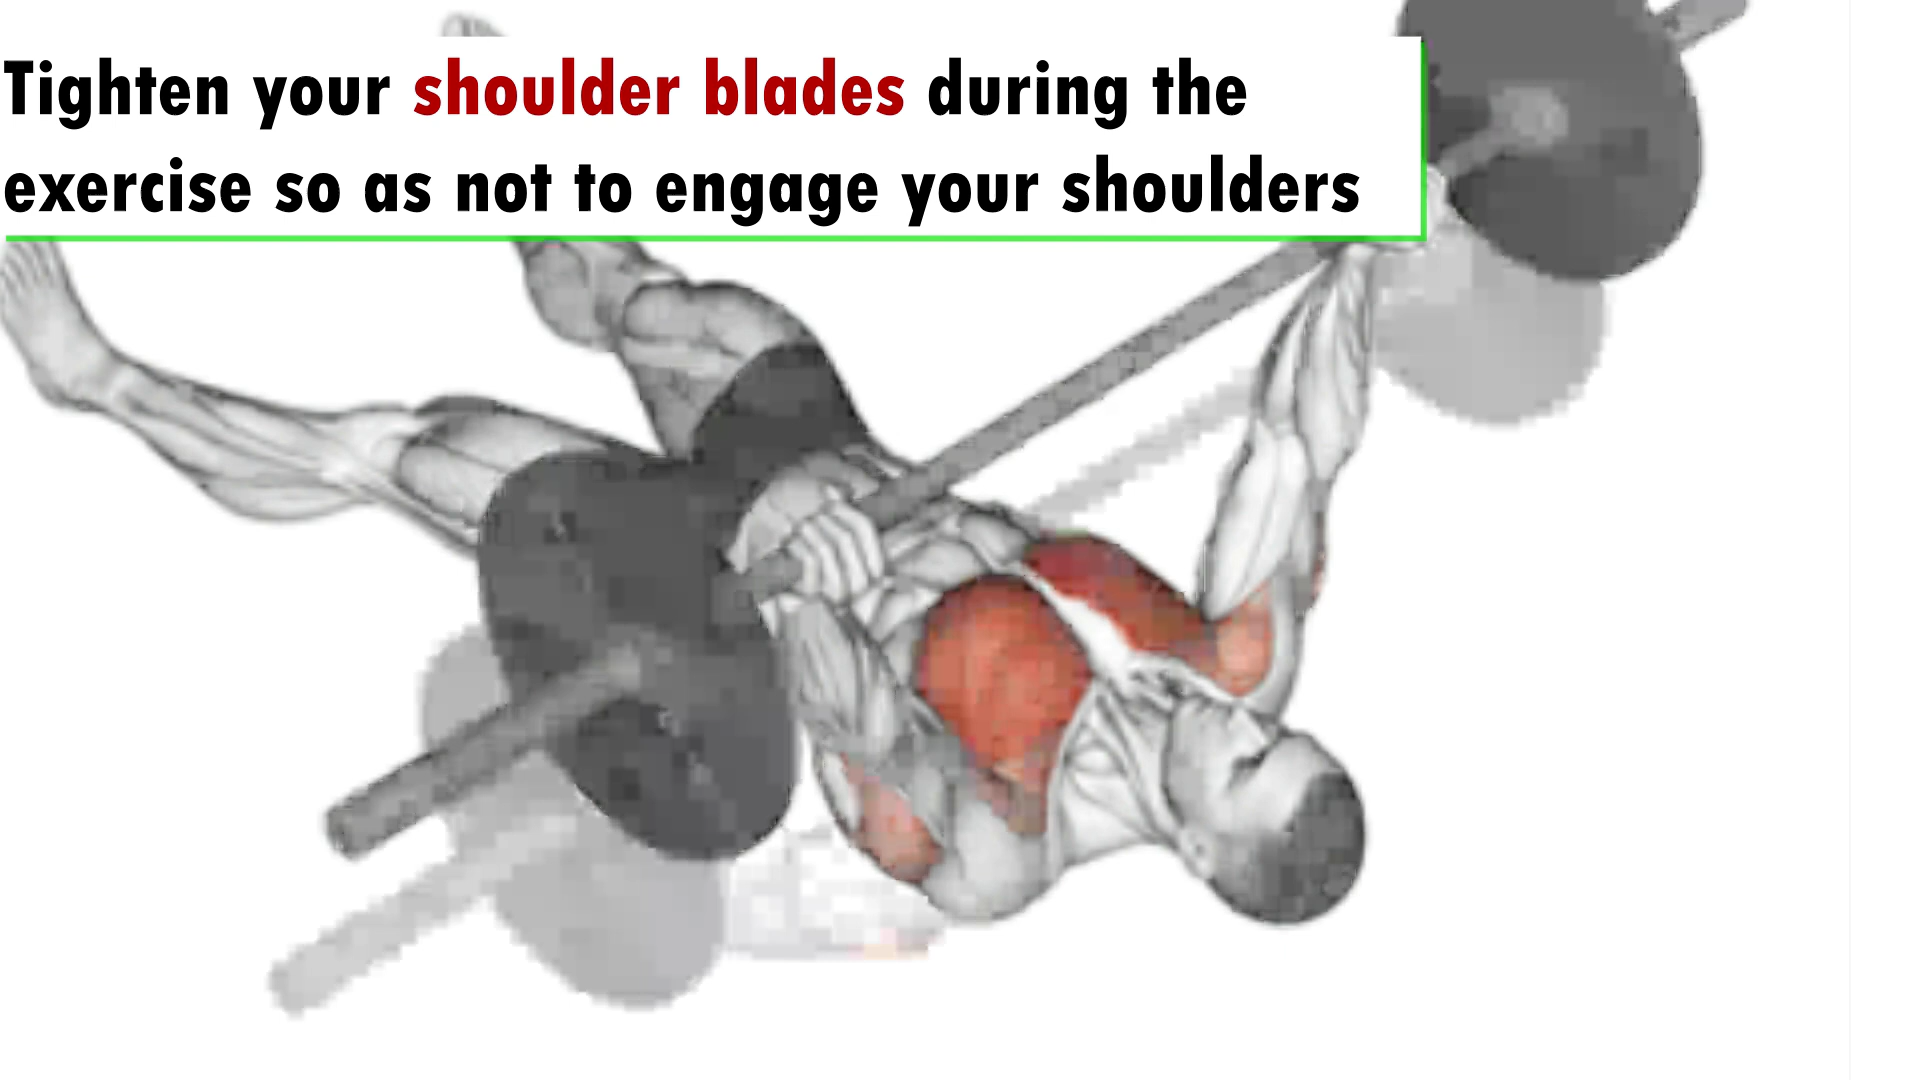 Tighten your shoulder blades during the
exercise so as not to engage your shoulders